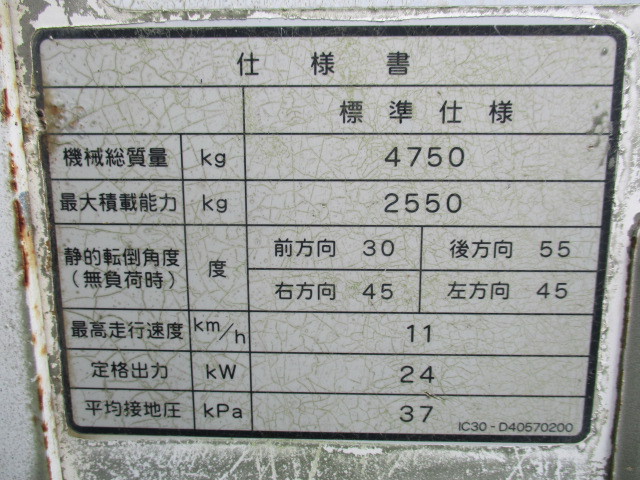 仕様書
標準仕様
機械総質量 kg 4750
最大積載能力 kg 2550
静的転倒角度(無負荷時) 度 前方向 30 後方向 55
右方向 45 左方向 45
最高走行速度 km/h 11
定格出力 kW 24
平均接地圧 kPa 37
IC30-D40570200